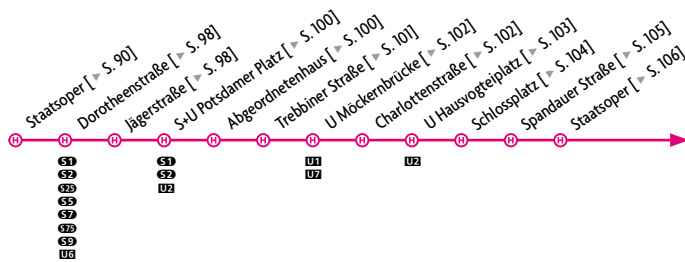 Staatsoper [ ► S. 90]
Dorotheenstraße [ ► S. 98]
Jägerstraße [ ► S. 98]
S+U Potsdamer Platz [ ► S. 100]
Abgeordnetenhaus [ ► S. 100]
Trebbiner Straße [ ► S. 101]
U Möckernbrücke [ ► S. 102]
Charlottenstraße [ ► S. 102]
U Hausvogteiplatz [ ► S. 103]
Schlossplatz [ ► S. 104]
Spandauer Straße [ ► S. 105]
Staatsoper [ ► S. 106]
H H H H H H H H H H H H
S1 S1 U1 U2
S2 S2 U7
S25 U2
S5
S7
S75
S9
U6